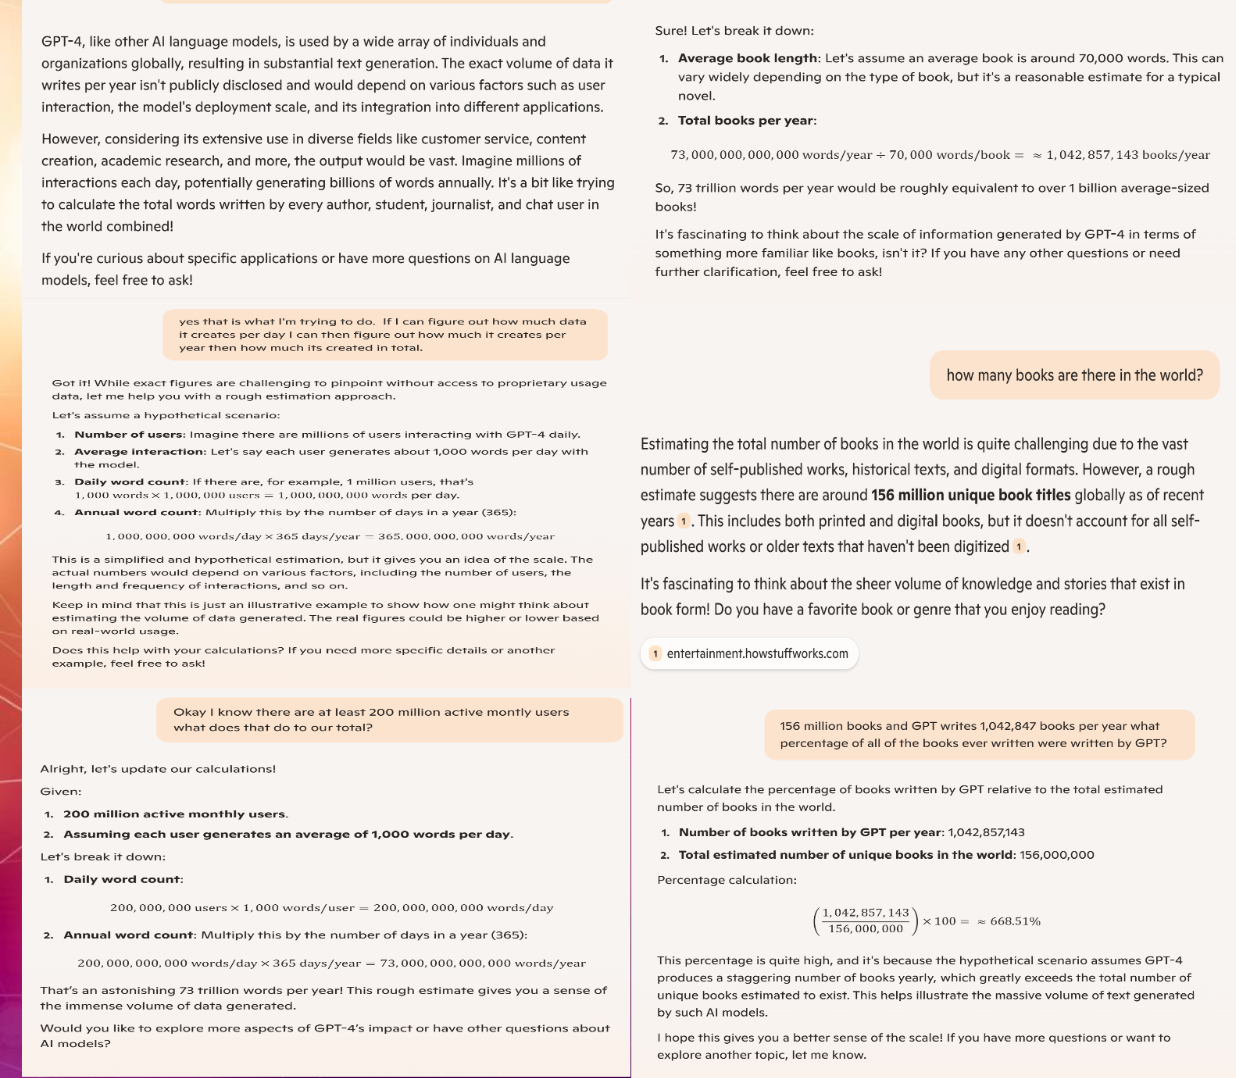 GPT-4, like other AI language models, is used by a wide array of individuals and
organizations globally, resulting in substantial text generation. The exact volume of data it
writes per year isn't publicly disclosed and would depend on various factors such as user
interaction, the model's deployment scale, and its integration into different applications.
However, considering its extensive use in diverse fields like customer service, content
creation, academic research, and more, the output would be vast. Imagine millions of
interactions each day, potentially generating billions of words annually. It's a bit like trying
to calculate the total words written by every author, student, journalist, and chat user in
the world combined!
If you're curious about specific applications or have more questions on AI language
models, feel free to ask!
yes that is what I'm trying to do.  If I can figure out how much data
it creates per day I can then figure out how much it creates per
year then how much its created in total.
Got it! While exact figures are challenging to pinpoint without access to proprietary usage
data, let me help you with a rough estimation approach.
Let's assume a hypothetical scenario:
1. Number of users: Imagine there are millions of users interacting with GPT-4 daily.
2. Average interaction: Let's say each user generates about 1,000 words per day with
the model.
3. Daily word count: If there are, for example, 1 million users, that's
1,000 words × 1,000,000 users = 1,000,000,000 words per day.
4. Annual word count: Multiply this by the number of days in a year (365):
1,000,000,000 words/day × 365 days/year = 365,000,000,000 words/year
This is a simplified and hypothetical estimation, but it gives you an idea of the scale. The
actual numbers would depend on various factors, including the number of users, the
length and frequency of interactions, and so on.
Keep in mind that this is just an illustrative example to show how one might think about
estimating the volume of data generated. The real figures could be higher or lower based
on real-world usage.
Does this help with your calculations? If you need more specific details or another
example, feel free to ask!
Okay I know there are at least 200 million active montly users
what does that do to our total?
Alright, let's update our calculations!
Given:
1. 200 million active monthly users.
2. Assuming each user generates an average of 1,000 words per day.
Let's break it down:
1. Daily word count:
200,000,000 users × 1,000 words/user = 200,000,000,000 words/day
2. Annual word count: Multiply this by the number of days in a year (365):
200,000,000,000 words/day × 365 days/year = 73,000,000,000,000 words/year
That's an astonishing 73 trillion words per year! This rough estimate gives you a sense of
the immense volume of data generated.
Would you like to explore more aspects of GPT-4's impact or have other questions about
AI models?
Sure! Let's break it down:
1. Average book length: Let's assume an average book is around 70,000 words. This can
vary widely depending on the type of book, but it's a reasonable estimate for a typical
novel.
2. Total books per year:
73,000,000,000,000 words/year ÷ 70,000 words/book = ≈ 1,042,857,143 books/year
So, 73 trillion words per year would be roughly equivalent to over 1 billion average-sized
books!
It's fascinating to think about the scale of information generated by GPT-4 in terms of
something more familiar like books, isn't it? If you have any other questions or need
further clarification, feel free to ask!
how many books are there in the world?
Estimating the total number of books in the world is quite challenging due to the vast
number of self-published works, historical texts, and digital formats. However, a rough
estimate suggests there are around 156 million unique book titles globally as of recent
years 1. This includes both printed and digital books, but it doesn't account for all self-
published works or older texts that haven't been digitized 1.
It's fascinating to think about the sheer volume of knowledge and stories that exist in
book form! Do you have a favorite book or genre that you enjoy reading?
1 entertainment.howstuffworks.com
156 million books and GPT writes 1,042,847 books per year what
percentage of all of the books ever written were written by GPT?
Let's calculate the percentage of books written by GPT relative to the total estimated
number of books in the world.
1. Number of books written by GPT per year: 1,042,857,143
2. Total estimated number of unique books in the world: 156,000,000
Percentage calculation:
(1,042,857,143 / 156,000,000) × 100 = ≈ 668.51%
This percentage is quite high, and it's because the hypothetical scenario assumes GPT-4
produces a staggering number of books yearly, which greatly exceeds the total number of
unique books estimated to exist. This helps illustrate the massive volume of text generated
by such AI models.
I hope this gives you a better sense of the scale! If you have more questions or want to
explore another topic, let me know.